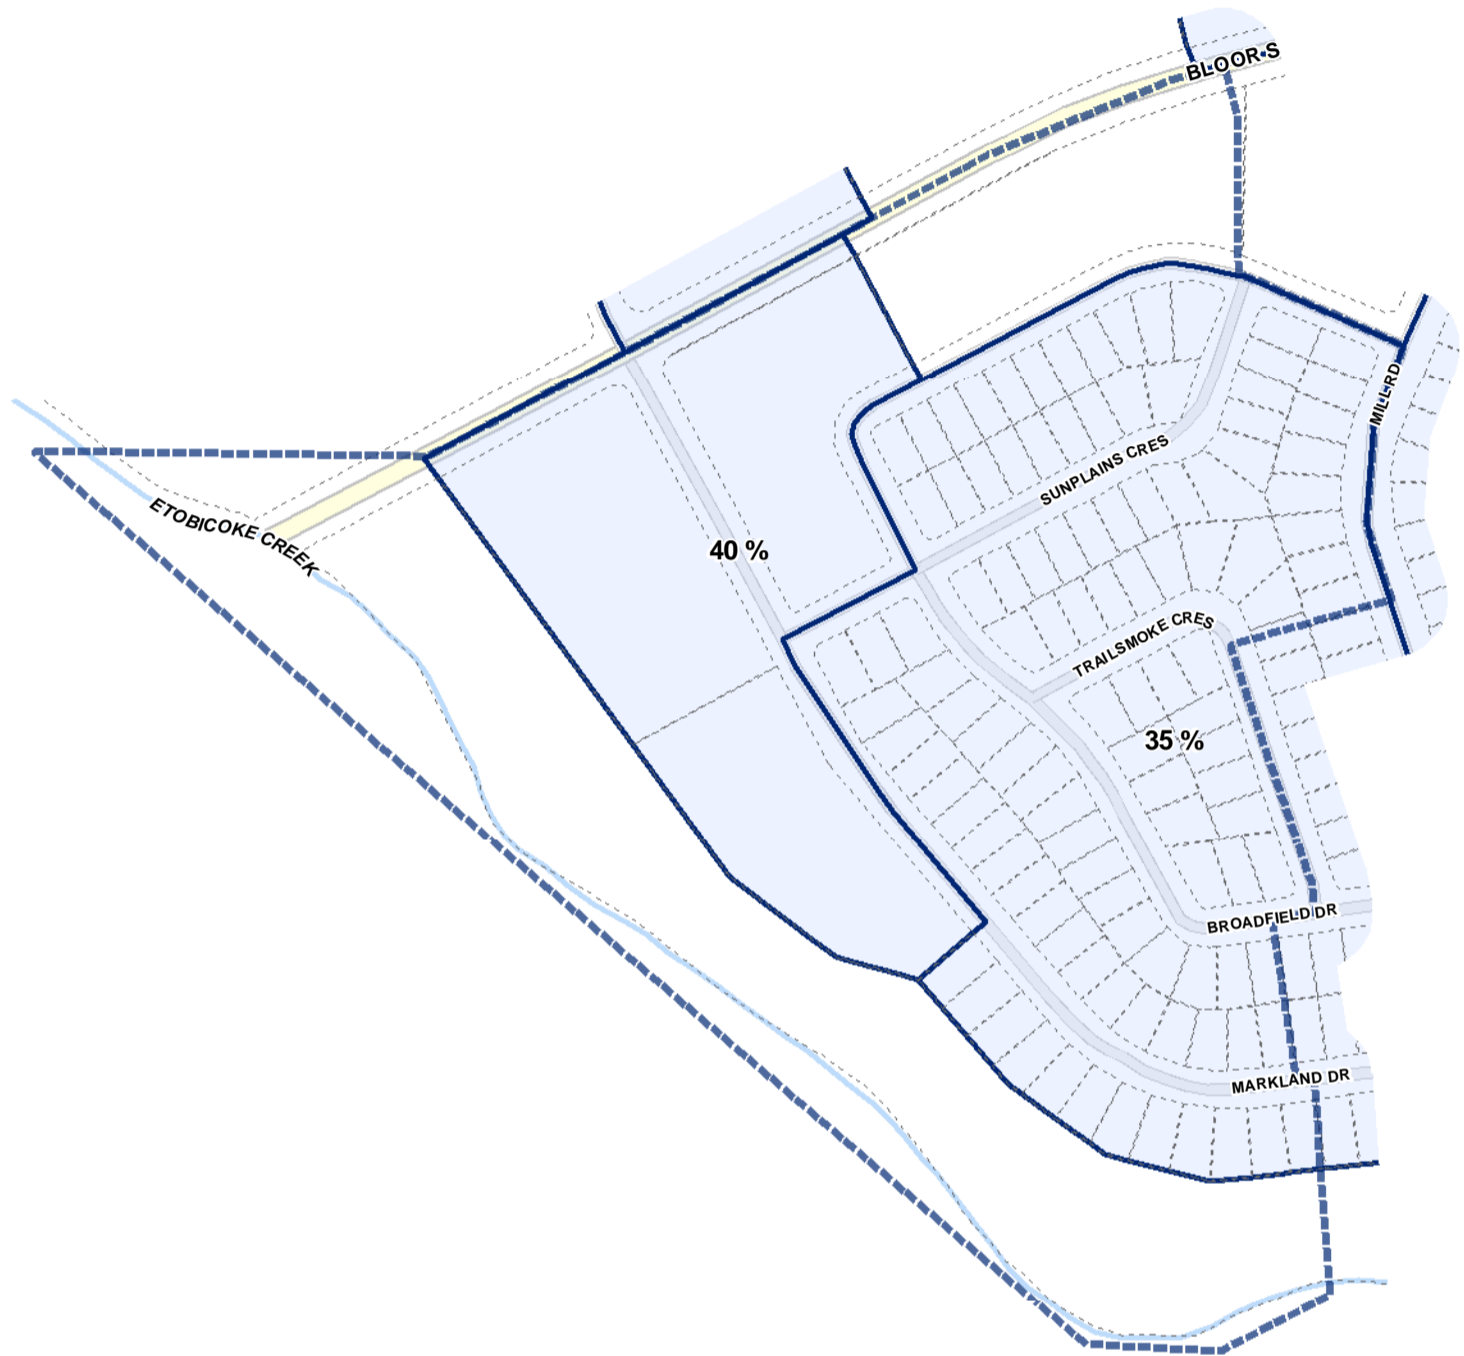 BLOOR S
MILL RD
SUNPLAINS CRES
ETOBICOKE CREEK
40 %
TRAILSMOKE CRES
35 %
BROADFIELD DR
MARKLAND DR